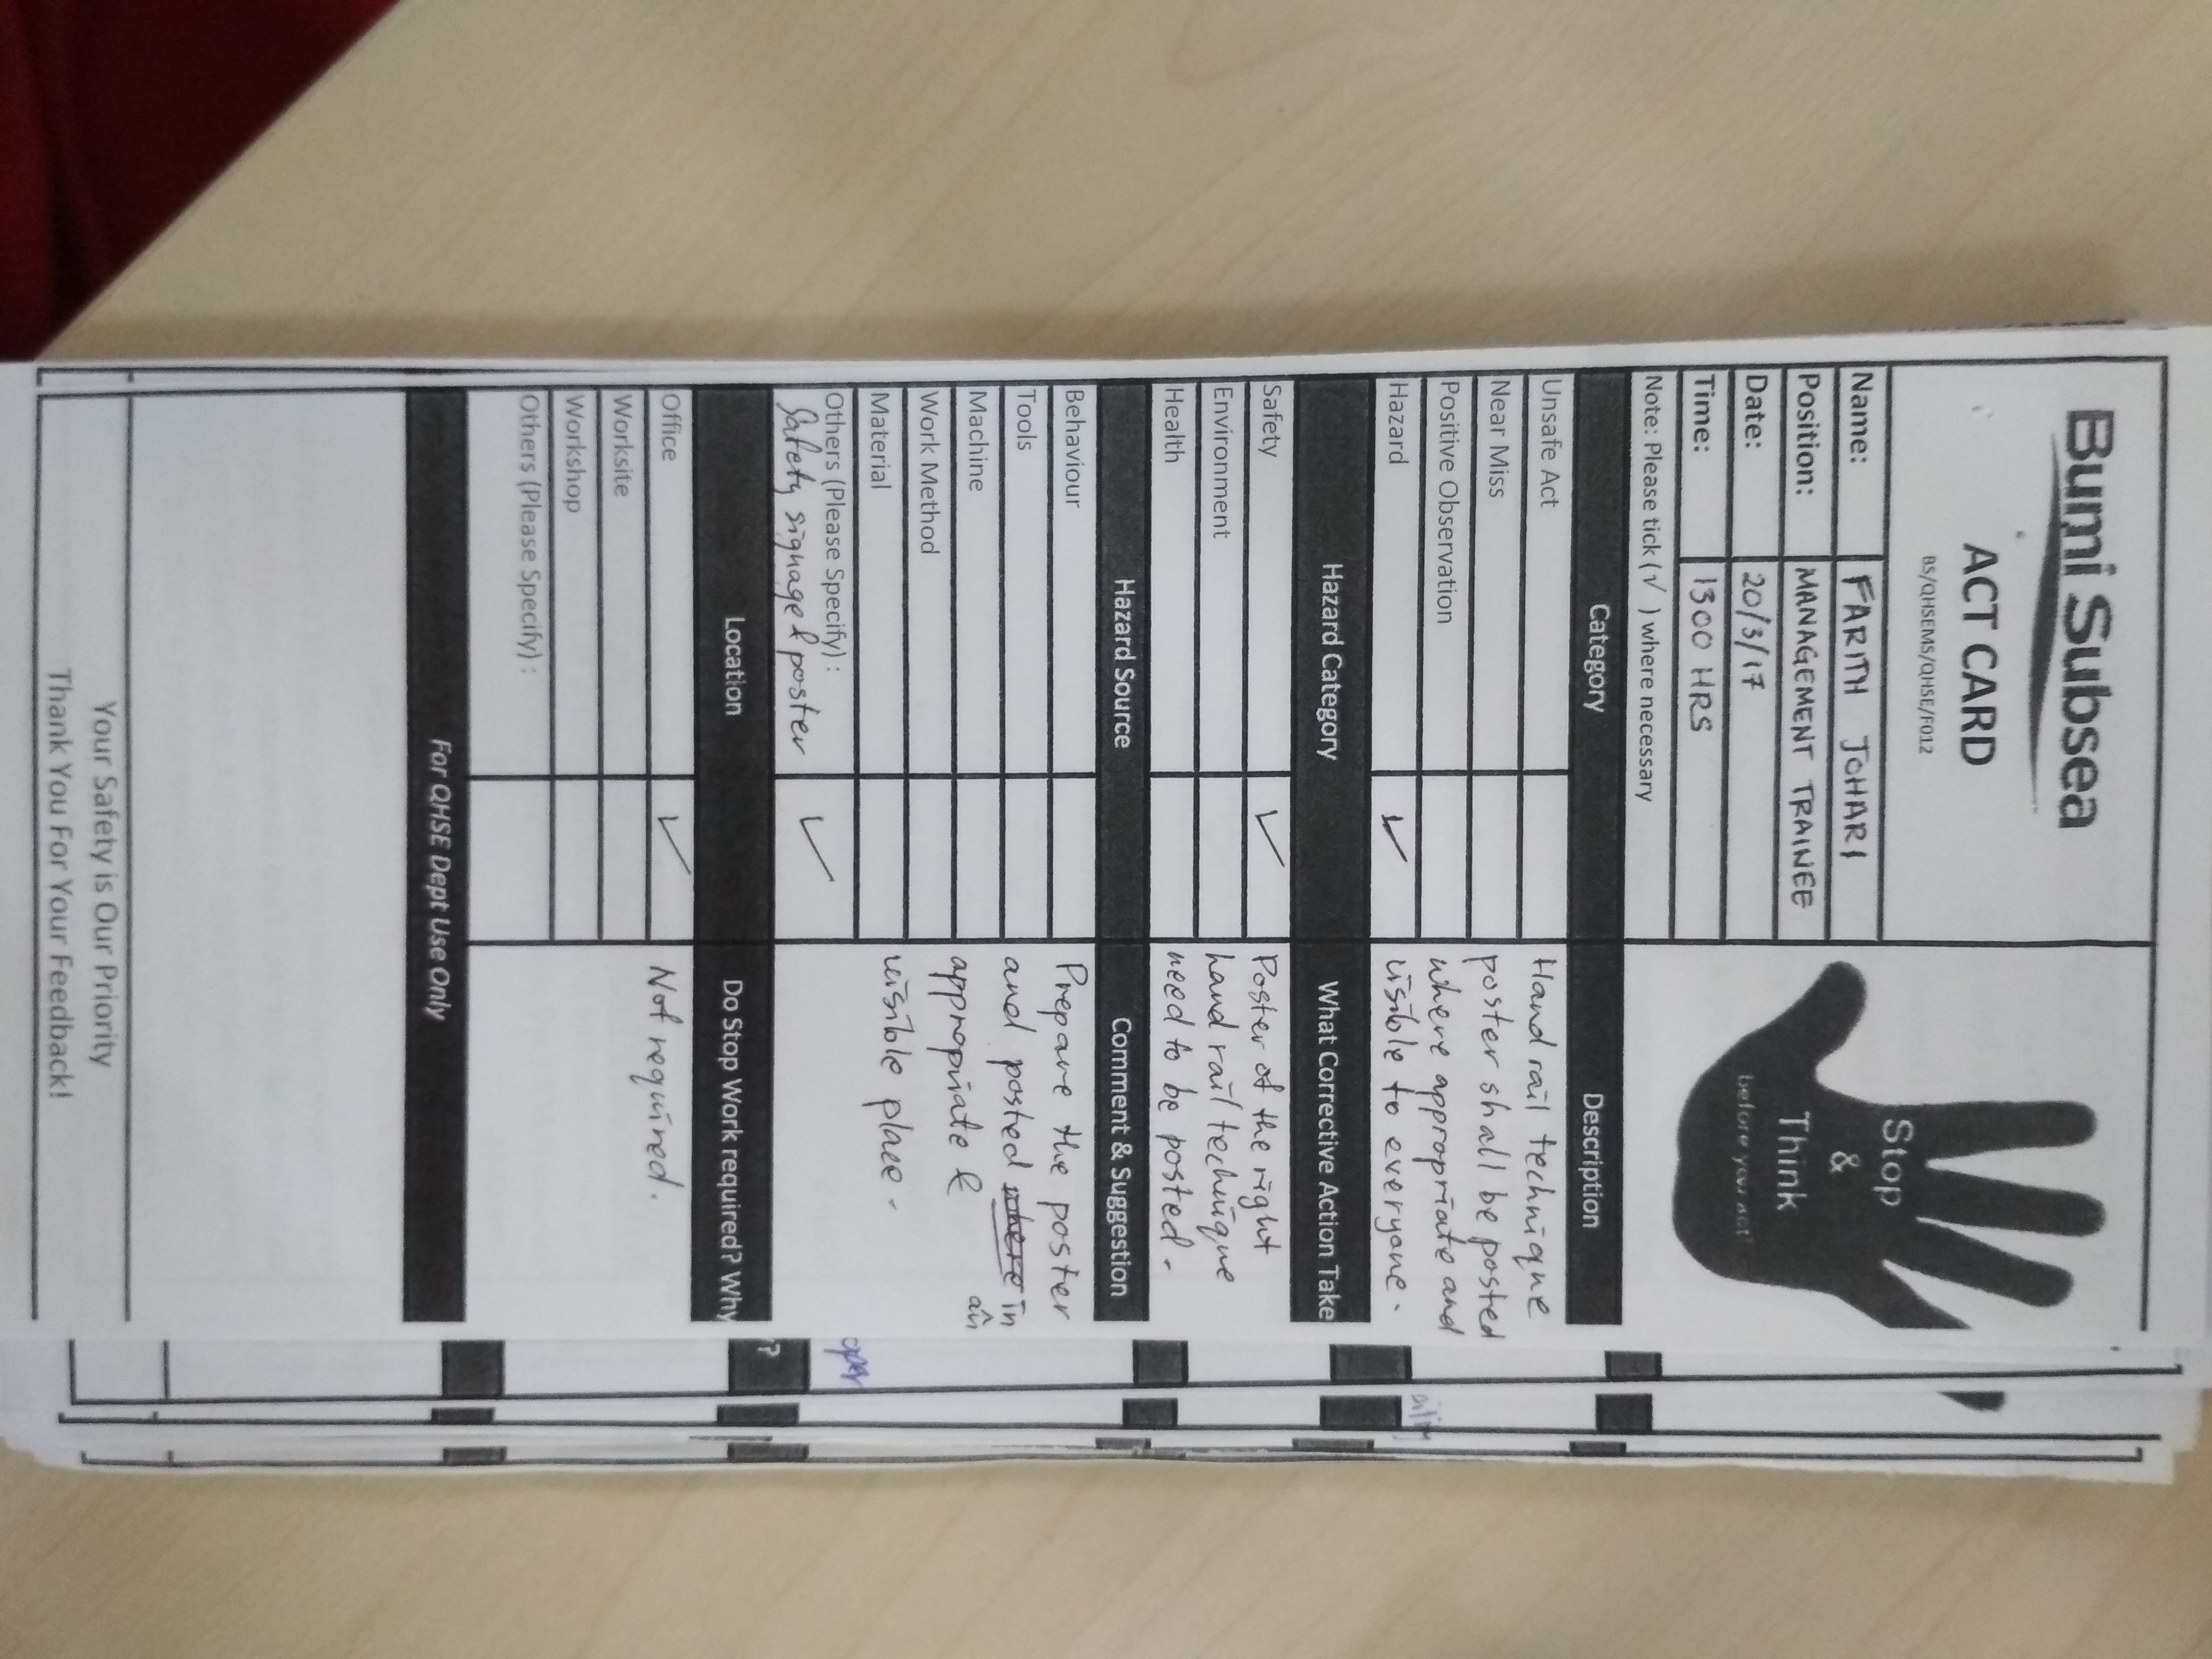 Bumi Subsea
ACT CARD
BS/QHSEMS/QHSE/F012
Stop
&
Think
before you act
Name: FARITH JOHARI
Position: MANAGEMENT TRAINEE
Date: 20/3/17
Time: 1300 HRS
Note: Please tick (√ ) where necessary
Category Description
Unsafe Act
Near Miss
Positive Observation
Hazard ✓
Hand rail technique
poster shall be posted
where appropriate and
visible to everyone.
Hazard Category What Corrective Action Take
Safety ✓
Environment
Health
Poster of the right
hand rail technique
need to be posted.
Hazard Source Comment & Suggestion
Behaviour
Tools
Machine
Work Method
Material
Others (Please Specify) :
Safety signage & poster ✓
Prepare the poster
and posted where in
an
appropriate &
visible place.
Location Do Stop Work required? Why
?
Office ✓
Worksite
Workshop
Others (Please Specify) :
Not required.
For QHSE Dept Use Only
Your Safety is Our Priority
Thank You For Your Feedback!